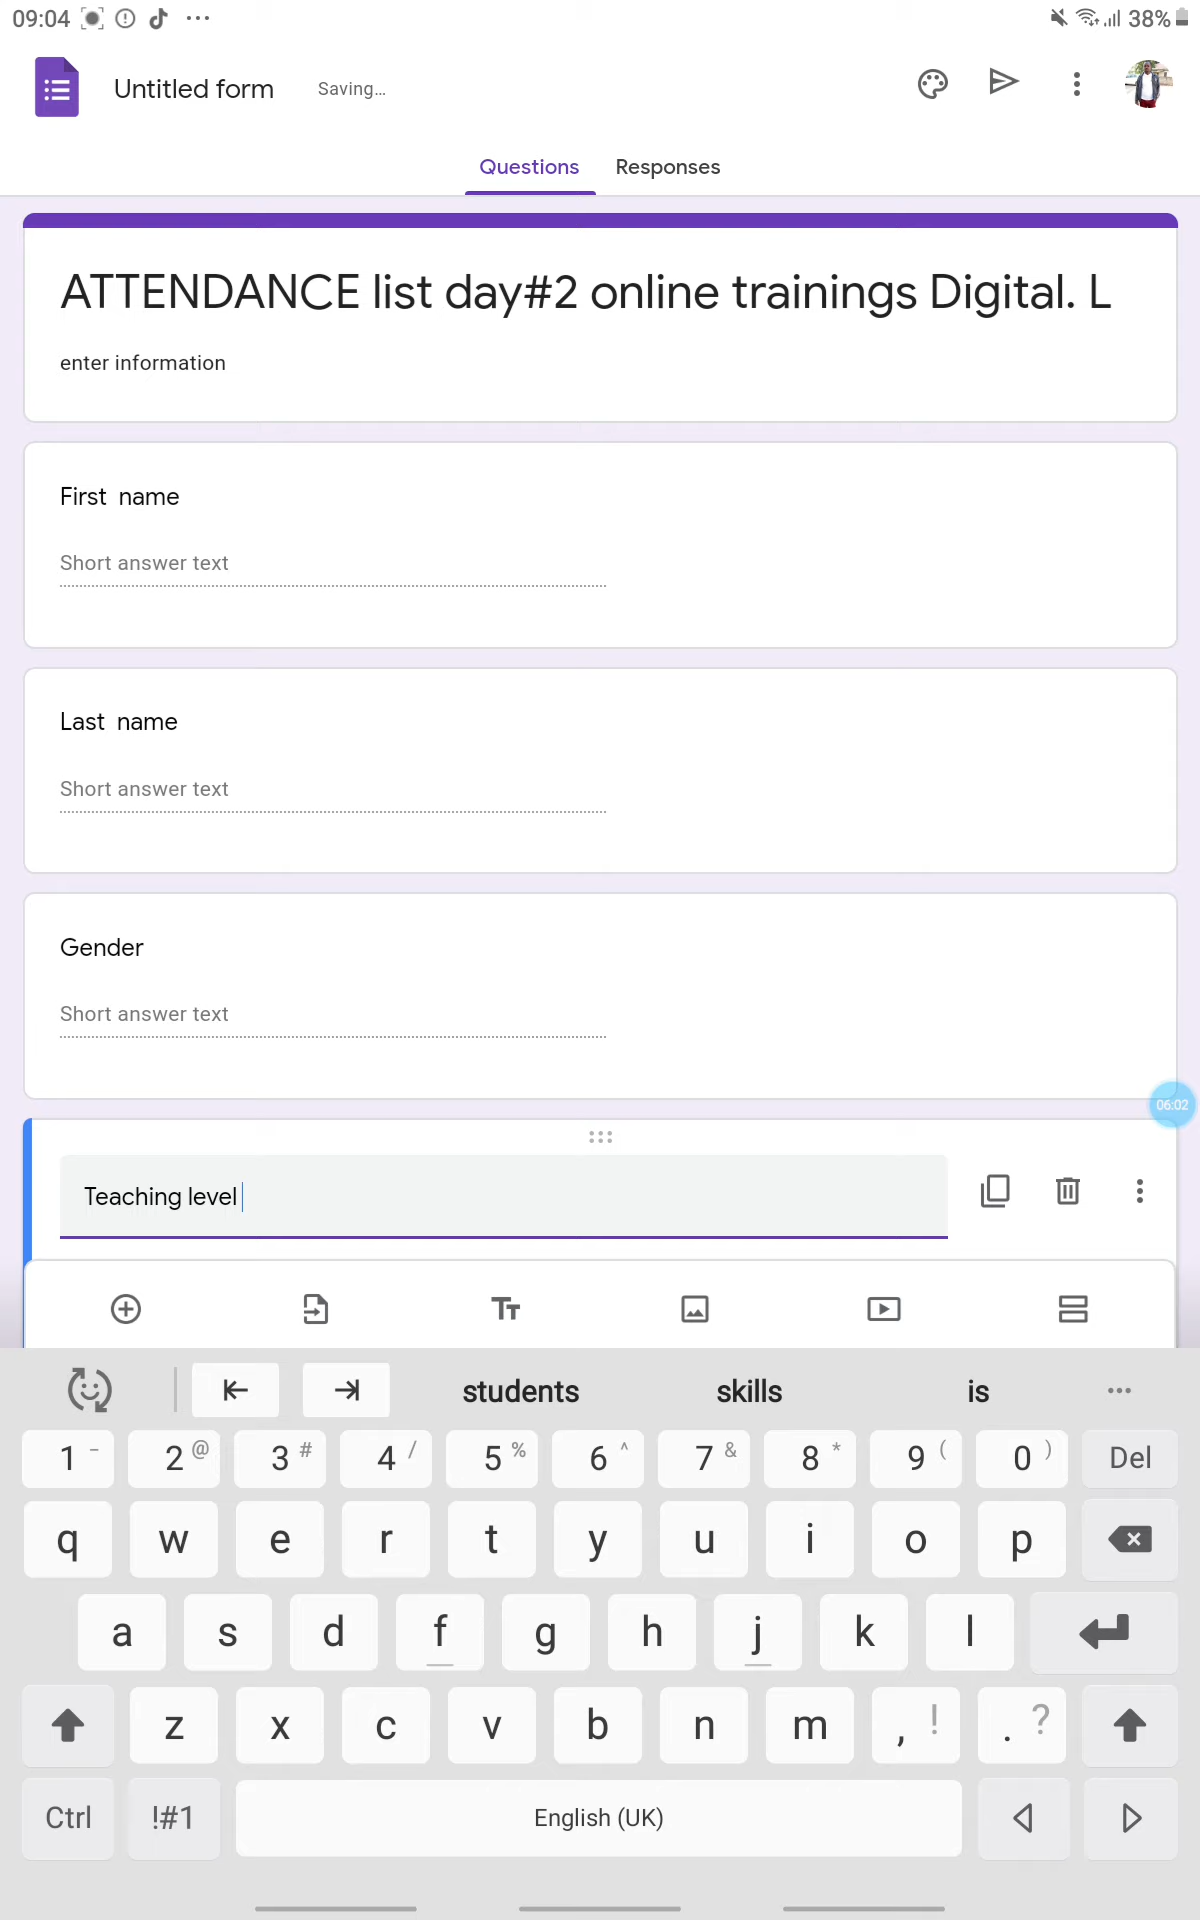 09:04
38%
Untitled form
Saving...
Questions
Responses
ATTENDANCE list day#2 online trainings Digital. L
enter information
First name
Short answer text
Last name
Short answer text
Gender
Short answer text
06:02
Teaching level
students
skills
is
1 - 2 @ 3 # 4 / 5 % 6 ^ 7 & 8 * 9 ( 0 ) Del
q w e r t y u i o p
a s d f g h j k l
z x c v b n m , ! . ?
Ctrl !#1 English (UK)